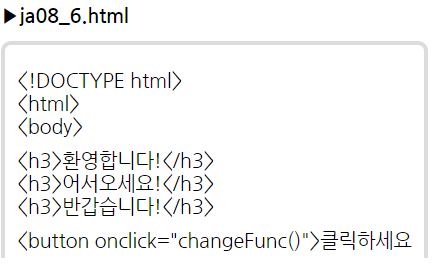 ▶ja08_6.html
<!DOCTYPE html>
<html>
<body>
<h3>환영합니다!</h3>
<h3>어서오세요!</h3>
<h3>반갑습니다!</h3>
<button onclick="changeFunc()">클릭하세요